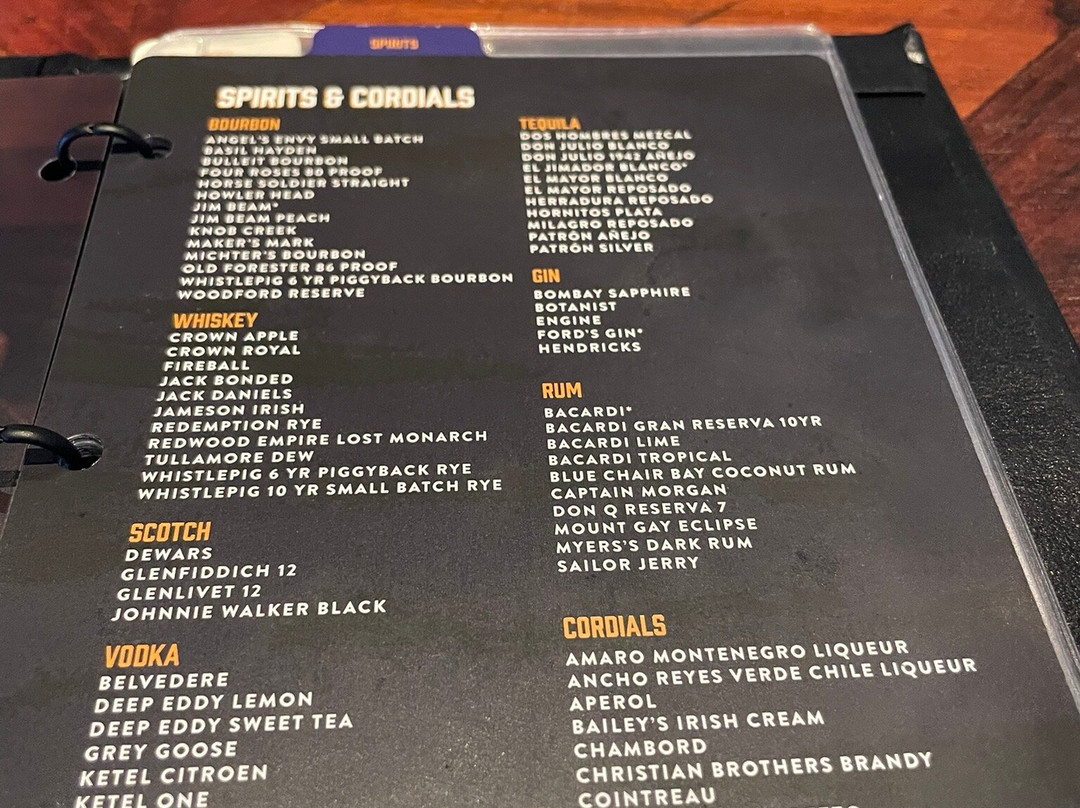 SPIRITS
SPIRITS & CORDIALS
BOURBON
ANGEL'S ENVY SMALL BATCH
BASIL HAYDEN
BULLEIT BOURBON
FOUR ROSES 80 PROOF
HORSE SOLDIER STRAIGHT
HOWLER HEAD
JIM BEAM*
JIM BEAM PEACH
KNOB CREEK
MAKER'S MARK
MICHTER'S BOURBON
OLD FORESTER 86 PROOF
WHISTLEPIG 6 YR PIGGYBACK BOURBON
WOODFORD RESERVE
WHISKEY
CROWN APPLE
CROWN ROYAL
FIREBALL
JACK BONDED
JACK DANIELS
JAMESON IRISH
REDEMPTION RYE
REDWOOD EMPIRE LOST MONARCH
TULLAMORE DEW
WHISTLEPIG 6 YR PIGGYBACK RYE
WHISTLEPIG 10 YR SMALL BATCH RYE
SCOTCH
DEWARS
GLENFIDDICH 12
GLENLIVET 12
JOHNNIE WALKER BLACK
VODKA
BELVEDERE
DEEP EDDY LEMON
DEEP EDDY SWEET TEA
GREY GOOSE
KETEL CITROEN
KETEL ONE
TEQUILA
DOS HOMBRES MEZCAL
DON JULIO BLANCO
DON JULIO 1942 AÑEJO
EL JIMADOR BLANCO*
EL MAYOR BLANCO
EL MAYOR REPOSADO
HERRADURA REPOSADO
HORNITOS PLATA
MILAGRO REPOSADO
PATRÓN AÑEJO
PATRÓN SILVER
GIN
BOMBAY SAPPHIRE
BOTANIST
ENGINE
FORD'S GIN*
HENDRICKS
RUM
BACARDI*
BACARDI GRAN RESERVA 10YR
BACARDI LIME
BACARDI TROPICAL
BLUE CHAIR BAY COCONUT RUM
CAPTAIN MORGAN
DON Q RESERVA 7
MOUNT GAY ECLIPSE
MYERS'S DARK RUM
SAILOR JERRY
CORDIALS
AMARO MONTENEGRO LIQUEUR
ANCHO REYES VERDE CHILE LIQUEUR
APEROL
BAILEY'S IRISH CREAM
CHAMBORD
CHRISTIAN BROTHERS BRANDY
COINTREAU